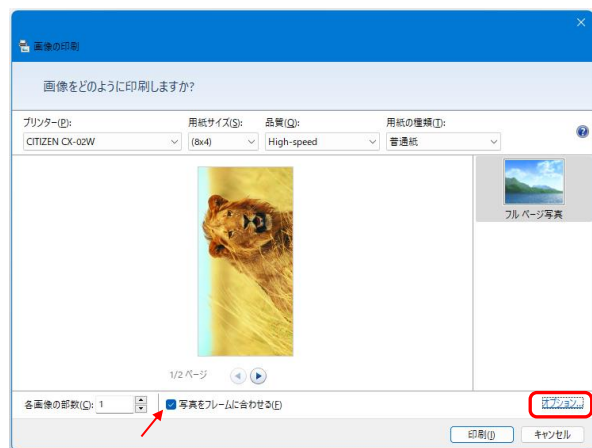 画像の印刷
画像をどのように印刷しますか?
プリンター(P): 用紙サイズ(S): 品質(Q): 用紙の種類(T):
CITIZEN CX-02W (8x4) High-speed 普通紙
フル ページ写真
1/2 ページ
各画像の部数(C): 1 写真をフレームに合わせる(F) オプション...
印刷(I) キャンセル